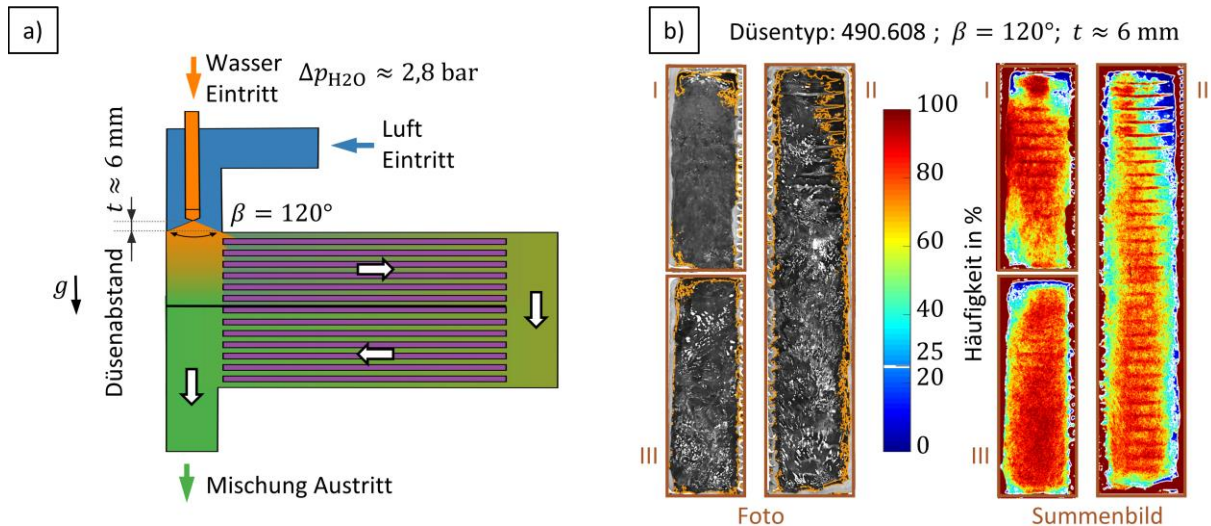 a)
Wasser
Eintritt
Δp_H2O ≈ 2,8 bar
Luft
Eintritt
t ≈ 6 mm
β = 120°
Düsenabstand
g
Mischung Austritt
b)
Düsentyp: 490.608 ; β = 120°; t ≈ 6 mm
I
II
III
Foto
100
80
60
40
20
0
Häufigkeit in %
I
II
III
Summenbild